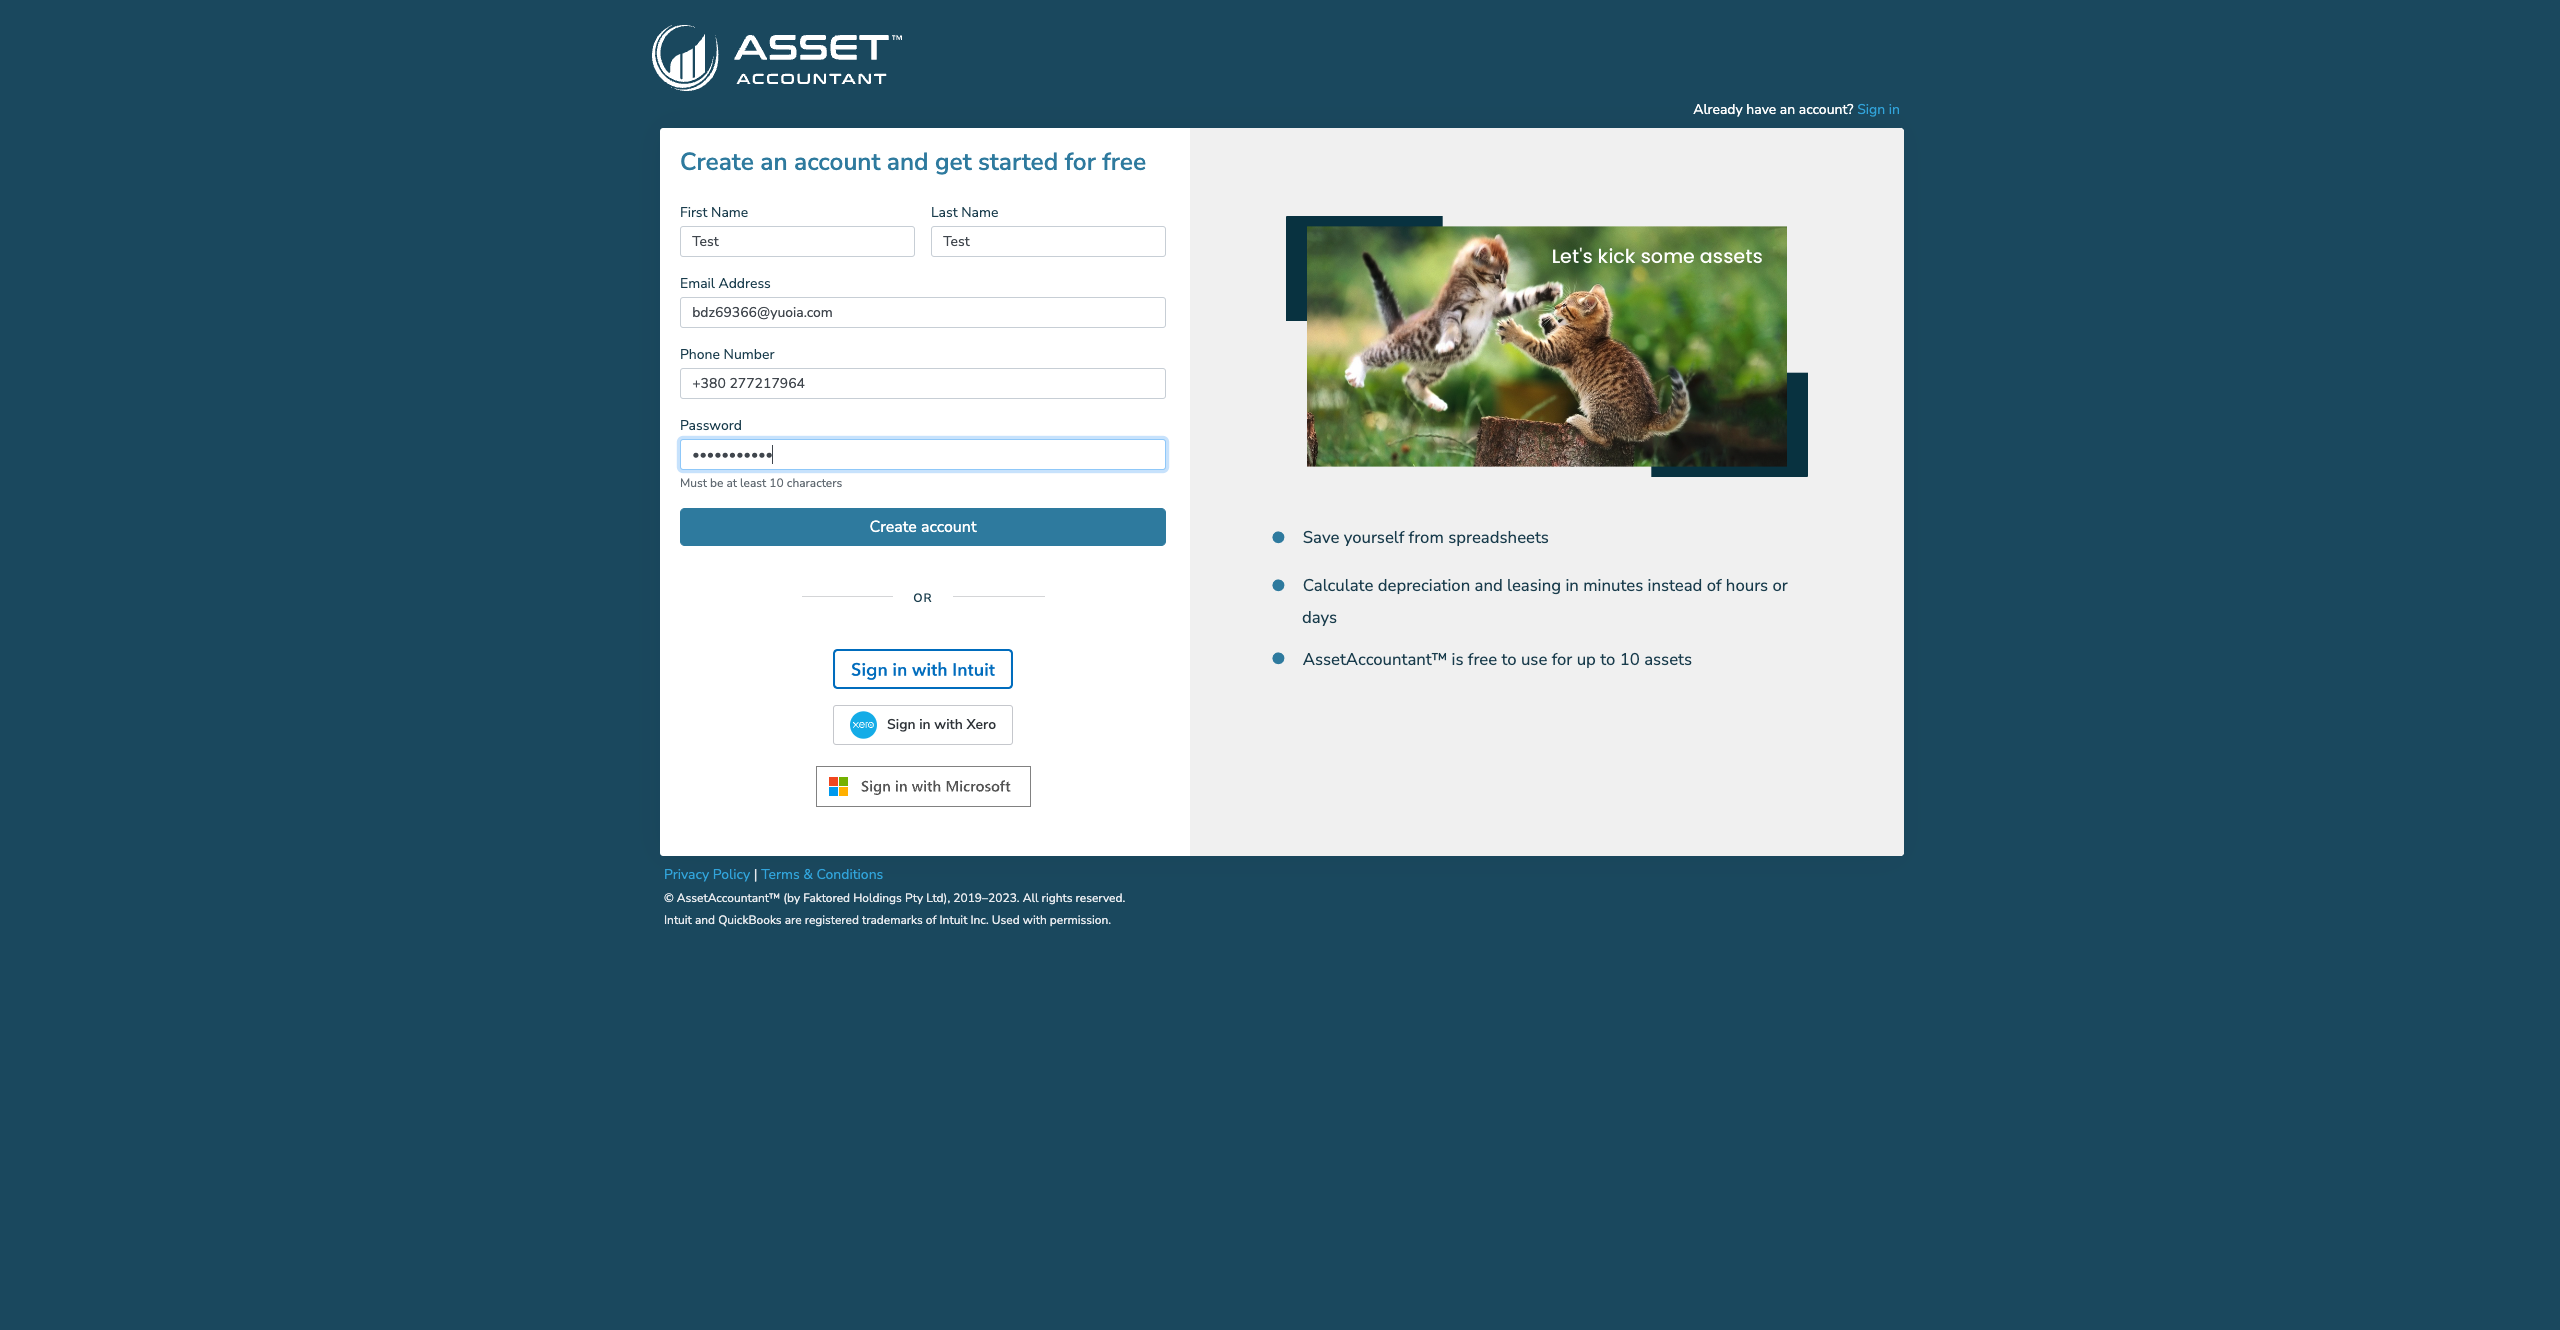 ASSET™
ACCOUNTANT
Already have an account? Sign in
Create an account and get started for free
First Name
Last Name
Test
Test
Email Address
bdz69366@yuoia.com
Phone Number
+380 277217964
Password
•••••••••••
Must be at least 10 characters
Create account
OR
Sign in with Intuit
xero Sign in with Xero
Sign in with Microsoft
Let's kick some assets
Save yourself from spreadsheets
Calculate depreciation and leasing in minutes instead of hours or
days
AssetAccountant™ is free to use for up to 10 assets
Privacy Policy | Terms & Conditions
© AssetAccountant™ (by Faktored Holdings Pty Ltd), 2019–2023. All rights reserved.
Intuit and QuickBooks are registered trademarks of Intuit Inc. Used with permission.